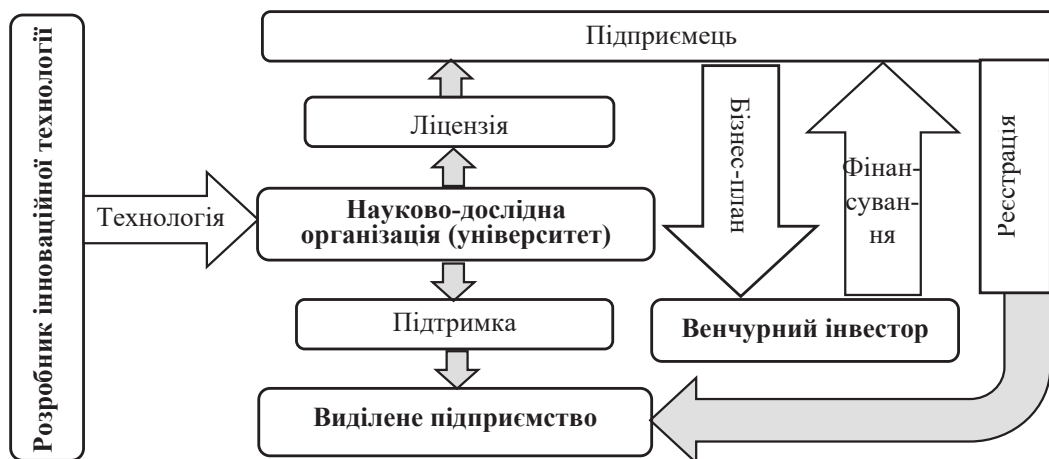 Розробник інноваційної технології
Підприємець
Ліцензія
Технологія
Науково-дослідна
організація (університет)
Підтримка
Виділене підприємство
Бізнес-план
Фінан-
суван-
ня
Реєстрація
Венчурний інвестор